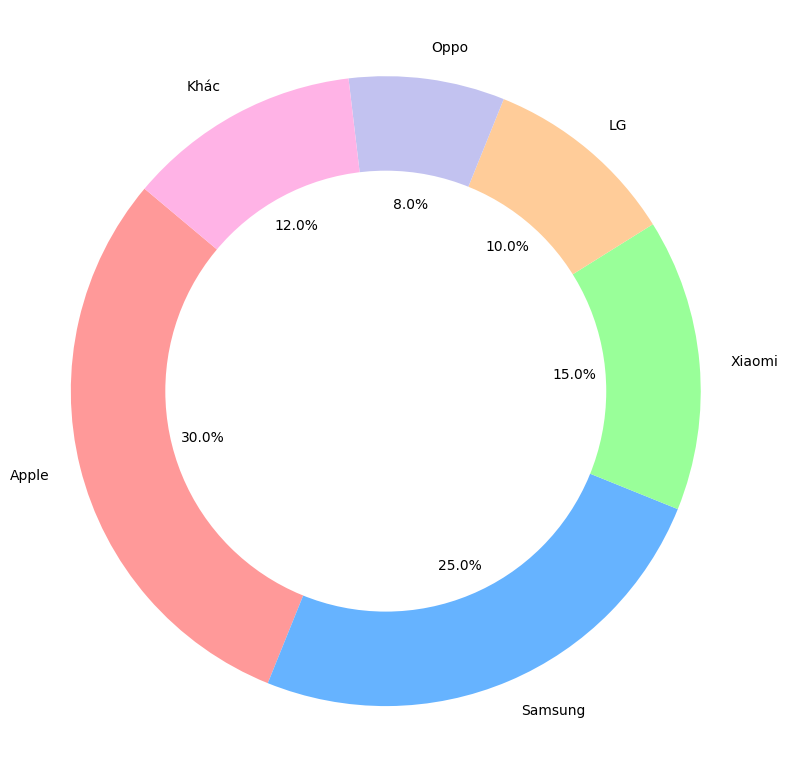 Oppo
Khác
LG
8.0%
12.0%
10.0%
Xiaomi
15.0%
30.0%
Apple
25.0%
Samsung